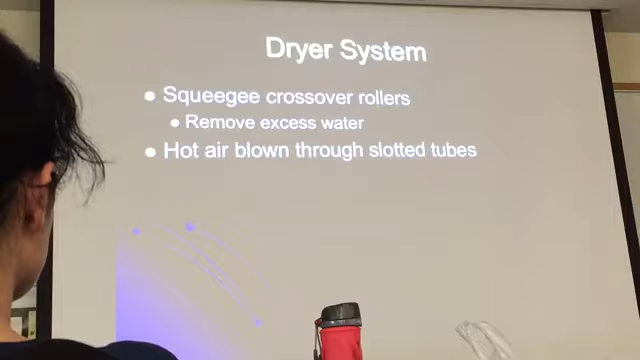 Dryer System
Squeegee crossover rollers
Remove excess water
Hot air blown through slotted tubes